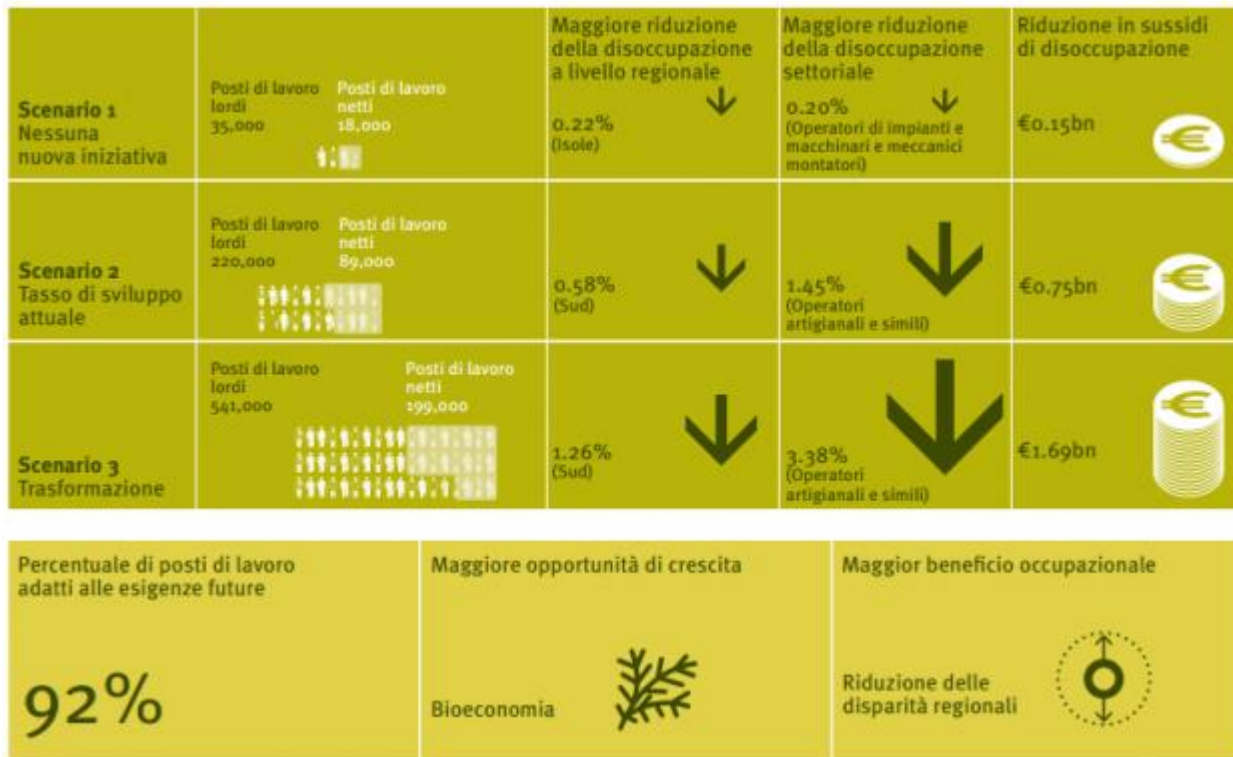 Maggiore riduzione
della disoccupazione
a livello regionale
Maggiore riduzione
della disoccupazione
settoriale
Riduzione in sussidi
di disoccupazione
Scenario 1
Nessuna
nuova iniziativa
Posti di lavoro
lordi
35,000
Posti di lavoro
netti
18,000
0.22%
(Isole)
0.20%
(Operatori di impianti e
macchinari e meccanici
montatori)
€0.15bn
Scenario 2
Tasso di sviluppo
attuale
Posti di lavoro
lordi
220,000
Posti di lavoro
netti
89,000
0.58%
(Sud)
1.45%
(Operatori
artigianali e simili)
€0.75bn
Scenario 3
Trasformazione
Posti di lavoro
lordi
541,000
Posti di lavoro
netti
199,000
1.26%
(Sud)
3.38%
(Operatori
artigianali e simili)
€1.69bn
Percentuale di posti di lavoro
adatti alle esigenze future
92%
Maggiore opportunità di crescita
Bioeconomia
Maggior beneficio occupazionale
Riduzione delle
disparità regionali